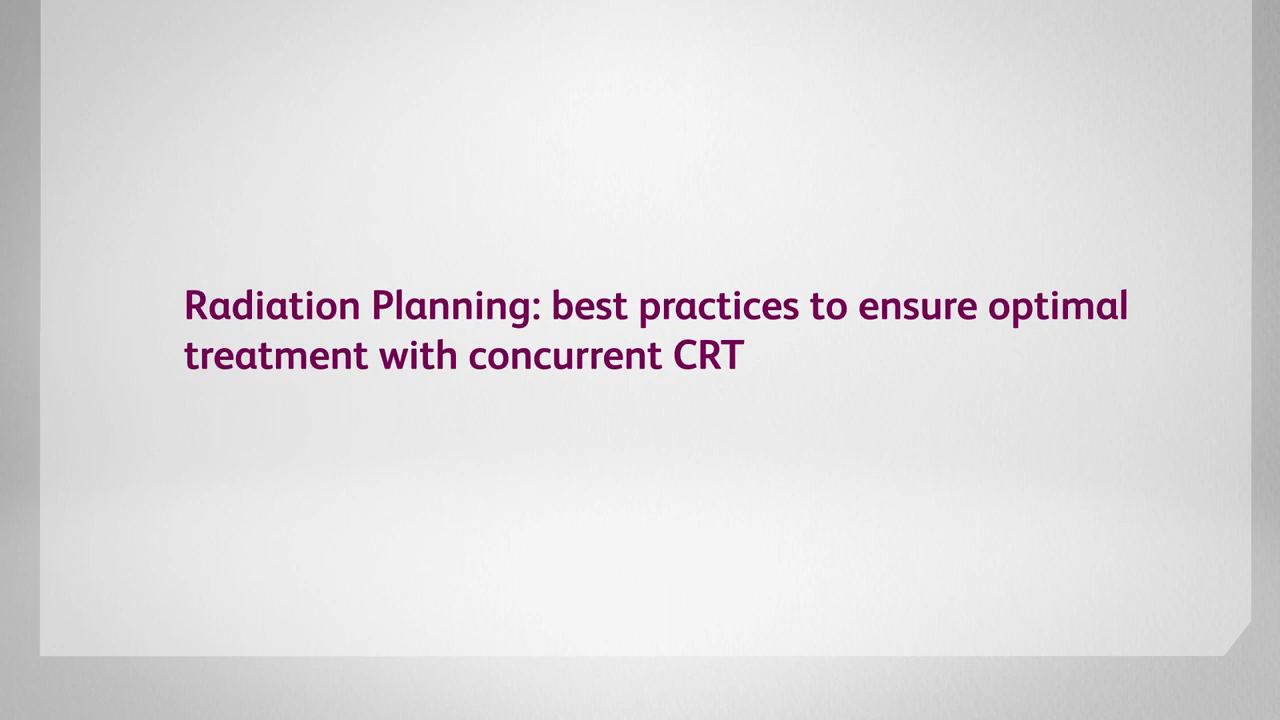 Radiation Planning: best practices to ensure optimal
treatment with concurrent CRT